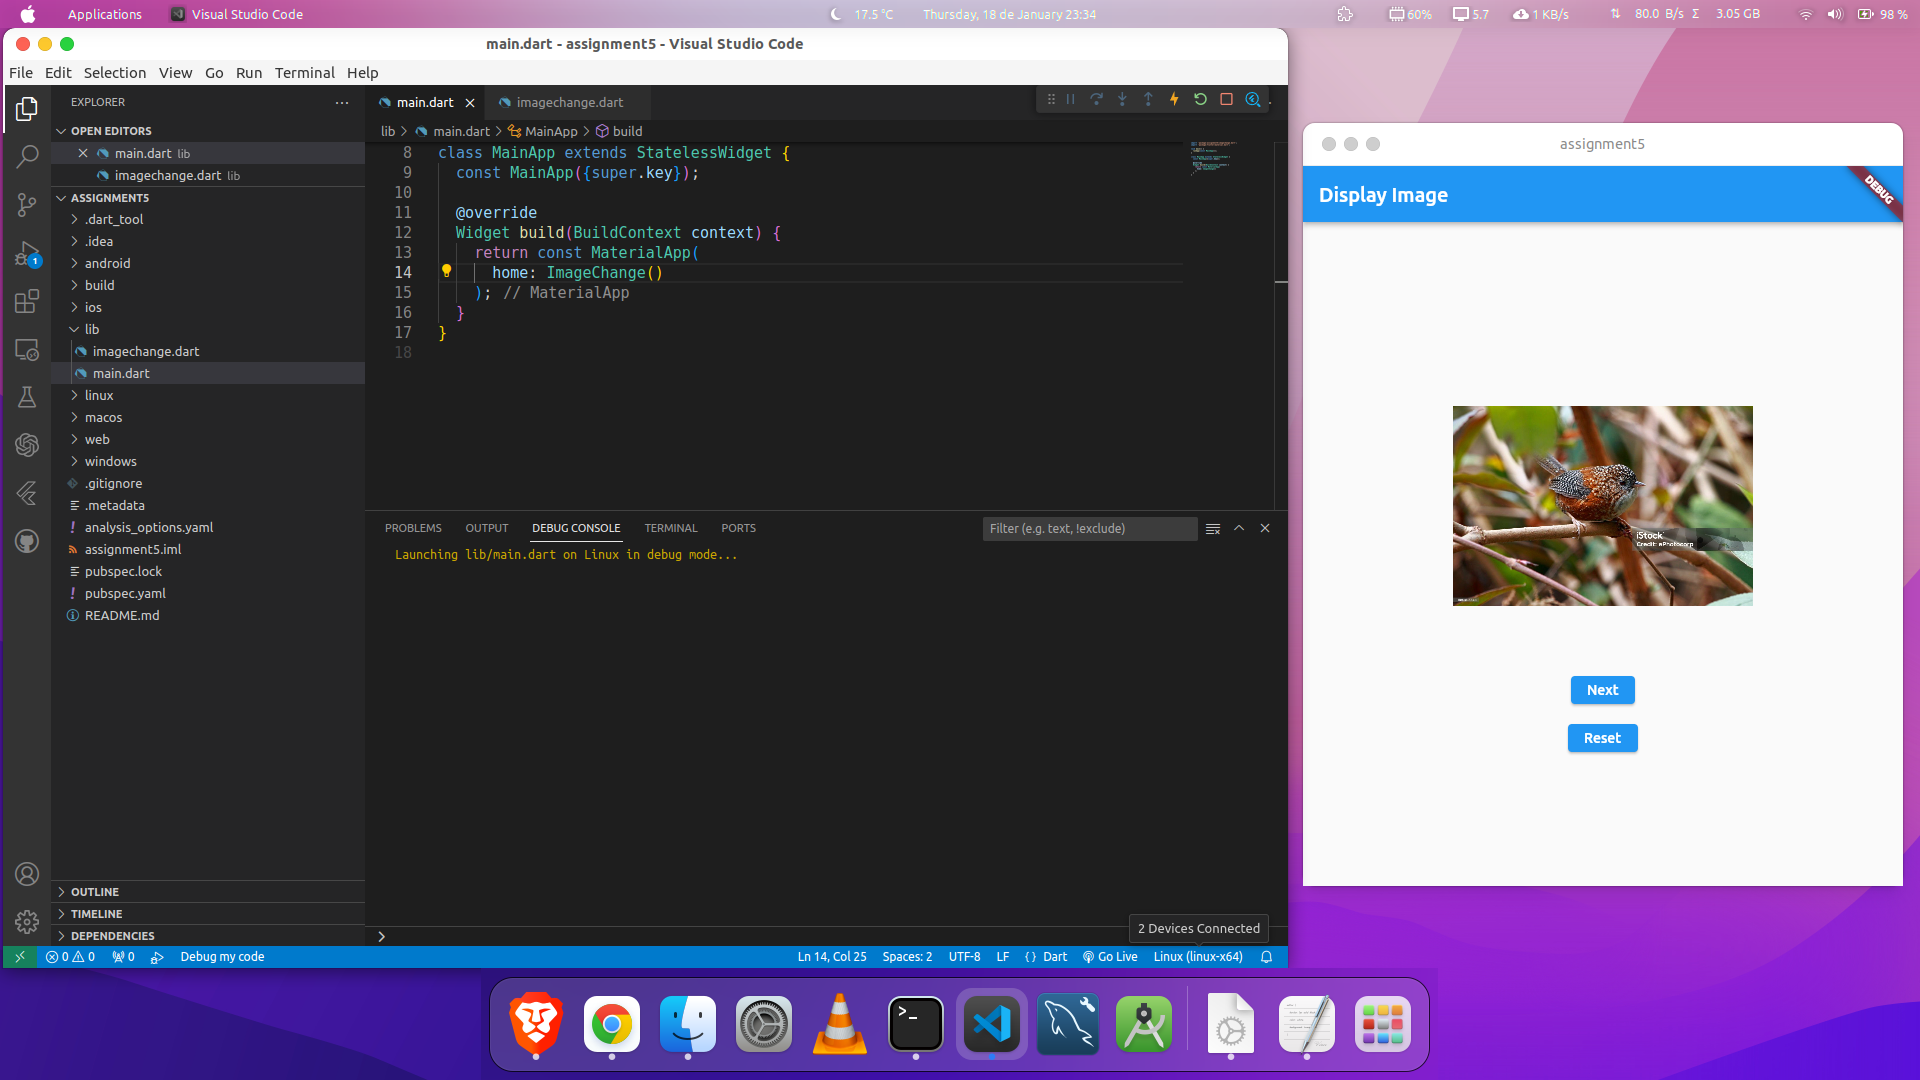 Applications
Visual Studio Code
17.5 °C
Thursday, 18 de January 23:34
60%
5.7
1 KB/s
80.0 B/s Σ 3.05 GB
98 %
main.dart - assignment5 - Visual Studio Code
File Edit Selection View Go Run Terminal Help
EXPLORER
OPEN EDITORS
main.dart lib
imagechange.dart lib
ASSIGNMENT5
.dart_tool
.idea
android
build
ios
lib
imagechange.dart
main.dart
linux
macos
web
windows
.gitignore
.metadata
analysis_options.yaml
assignment5.iml
pubspec.lock
pubspec.yaml
README.md
OUTLINE
TIMELINE
DEPENDENCIES
1
main.dart
imagechange.dart
lib > main.dart > MainApp > build
8 class MainApp extends StatelessWidget {
9 const MainApp({super.key});
10
11 @override
12 Widget build(BuildContext context) {
13 return const MaterialApp(
14 home: ImageChange()
15 ); // MaterialApp
16 }
17 }
18
PROBLEMS OUTPUT DEBUG CONSOLE TERMINAL PORTS
Filter (e.g. text, !exclude)
Launching lib/main.dart on Linux in debug mode...
2 Devices Connected
0 0
0
Debug my code
Ln 14, Col 25
Spaces: 2
UTF-8
LF
{ } Dart
Go Live
Linux (linux-x64)
assignment5
Display Image
DEBUG
iStock
Credit: ePhotocorp
Next
Reset